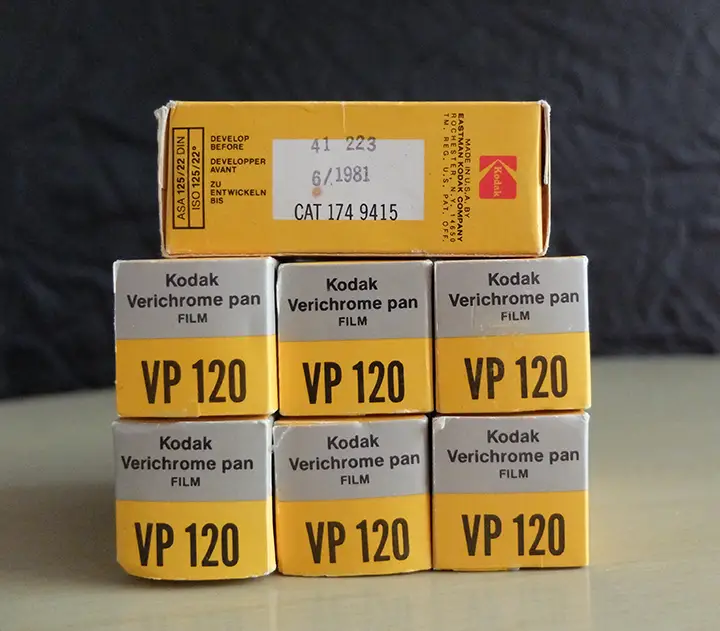 ASA 125/22 DIN
ISO 125/22°
DEVELOP
BEFORE
DEVELOPPER
AVANT
ZU
ENTWICKELN
BIS
41 223
6/1981
CAT 174 9415
MADE IN U.S.A. BY
EASTMAN KODAK COMPANY
ROCHESTER, N.Y. 14650
TM. REG. U.S. PAT. OFF.
Kodak
Kodak
Verichrome pan
FILM
VP 120
Kodak
Verichrome pan
FILM
VP 120
Kodak
Verichrome pan
FILM
VP 120
Kodak
Verichrome pan
FILM
VP 120
Kodak
Verichrome pan
FILM
VP 120
Kodak
Verichrome pan
FILM
VP 120